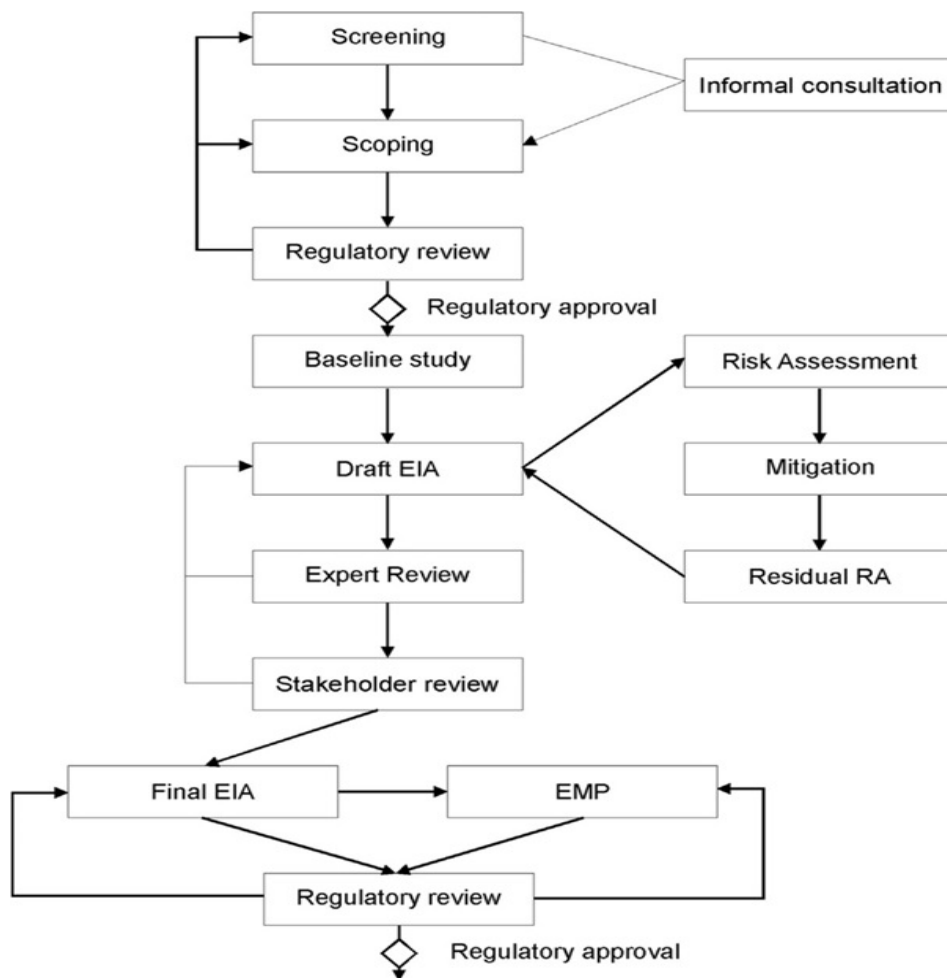 Screening
Informal consultation
Scoping
Regulatory review
Regulatory approval
Baseline study
Risk Assessment
Draft EIA
Mitigation
Expert Review
Residual RA
Stakeholder review
Final EIA
EMP
Regulatory review
Regulatory approval